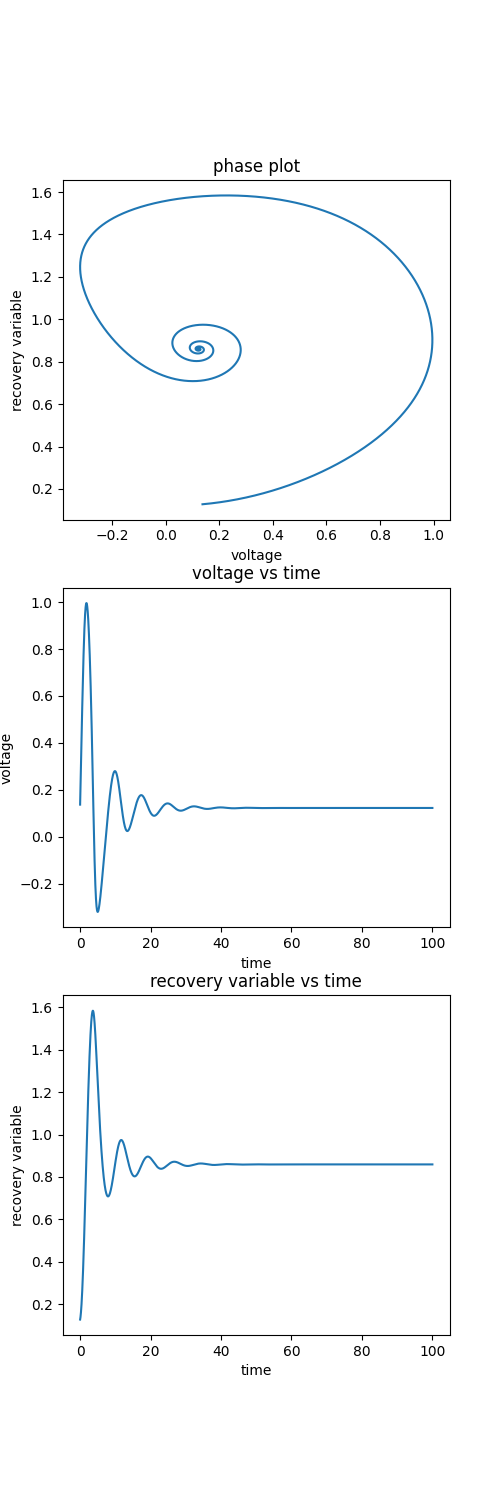 phase plot
1.6
1.4
1.2
1.0
0.8
0.6
0.4
0.2
recovery variable
−0.2 0.0 0.2 0.4 0.6 0.8 1.0
voltage
voltage vs time
1.0
0.8
0.6
0.4
0.2
0.0
−0.2
voltage
0 20 40 60 80 100
time
recovery variable vs time
1.6
1.4
1.2
1.0
0.8
0.6
0.4
0.2
recovery variable
0 20 40 60 80 100
time